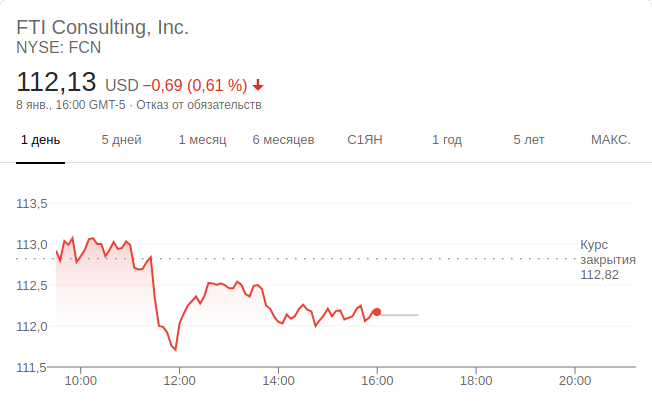 FTI Consulting, Inc.
NYSE: FCN
112,13 USD −0,69 (0,61 %)
8 янв., 16:00 GMT-5 · Отказ от обязательств
1 день 5 дней 1 месяц 6 месяцев С1ЯН 1 год 5 лет МАКС.
113,5
113,0
Курс
закрытия
112,82
112,5
112,0
111,5
10:00 12:00 14:00 16:00 18:00 20:00